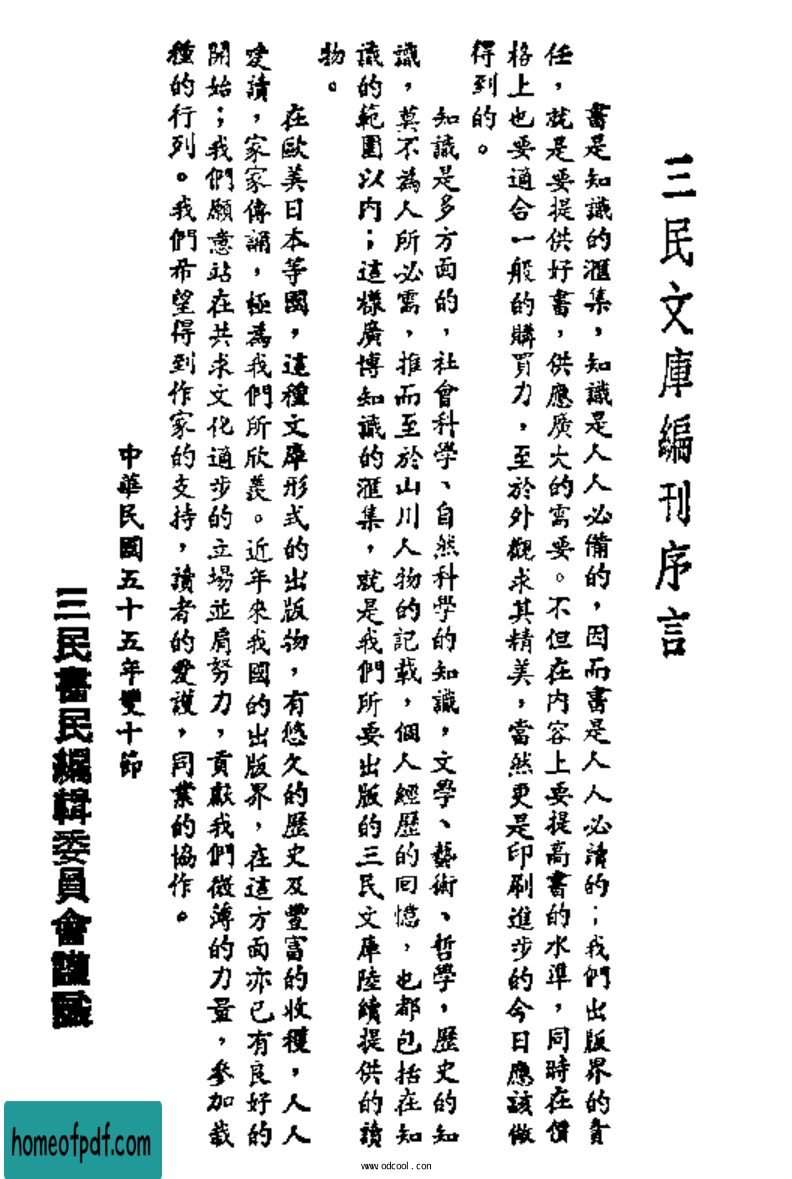 三民文庫編刊序言
書是知識的滙集，知識是人人必備的，因而書是人人必讀的；我們出版界的責
任，就是要提供好書，供應廣大的需要。不但在內容上要提高書的水準，同時在價
格上也要適合一般的購買力，至於外觀求其精美，當然更是印刷進步的今日應該做
得到的。
知識是多方面的，社會科學、自然科學的知識，文學、藝術、哲學，歷史的知
識，莫不為人所必需，推而至於山川人物的記載，個人經歷的回憶，也都包括在知
識的範圍以內；這樣廣博知識的滙集，就是我們所要出版的三民文庫陸續提供的讀
物。
在歐美日本等國，這種文庫形式的出版物，有悠久的歷史及豐富的收穫，人人
愛讀，家家傳誦，極為我們所欣羨。近年來我國的出版界，在這方面亦已有良好的
開始；我們願意站在共求文化進步的立場並肩努力，貢獻我們微薄的力量，參加栽
種的行列。我們希望得到作家的支持，讀者的愛護，同業的協作。
中華民國五十五年雙十節
三民書民編輯委員會謹誌
homeofpdf.com
www.odcool.com